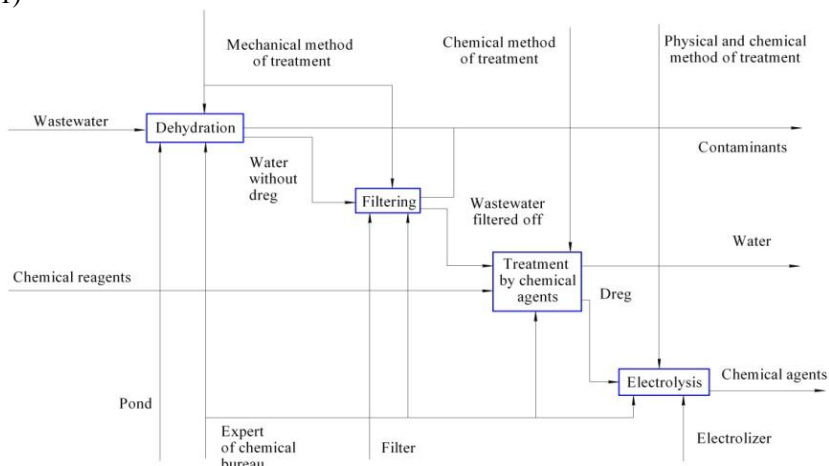 1)
Mechanical method
of treatment
Chemical method
of treatment
Physical and chemical
method of treatment
Wastewater
Dehydration
Contaminants
Water
without
dreg
Filtering
Wastewater
filtered off
Water
Chemical reagents
Treatment
by chemical
agents
Dreg
Electrolysis
Chemical agents
Pond
Expert
of chemical
bureau
Filter
Electrolizer